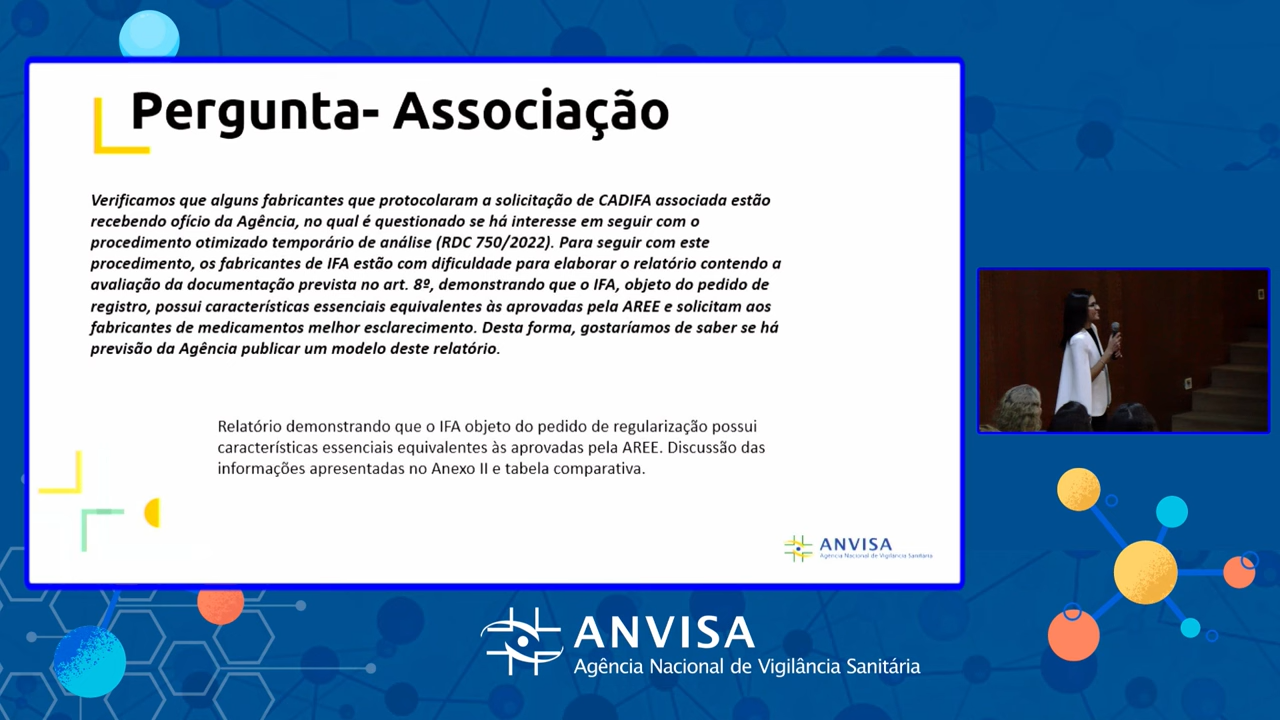 Pergunta- Associação
Verificamos que alguns fabricantes que protocolaram a solicitação de CADIFA associada estão
recebendo ofício da Agência, no qual é questionado se há interesse em seguir com o
procedimento otimizado temporário de análise (RDC 750/2022). Para seguir com este
procedimento, os fabricantes de IFA estão com dificuldade para elaborar o relatório contendo a
avaliação da documentação prevista no art. 8º, demonstrando que o IFA, objeto do pedido de
registro, possui características essenciais equivalentes às aprovadas pela AREE e solicitam aos
fabricantes de medicamentos melhor esclarecimento. Desta forma, gostaríamos de saber se há
previsão da Agência publicar um modelo deste relatório.
Relatório demonstrando que o IFA objeto do pedido de regularização possui
características essenciais equivalentes às aprovadas pela AREE. Discussão das
informações apresentadas no Anexo II e tabela comparativa.
ANVISA
Agência Nacional de Vigilância Sanitária
ANVISA
Agência Nacional de Vigilância Sanitária